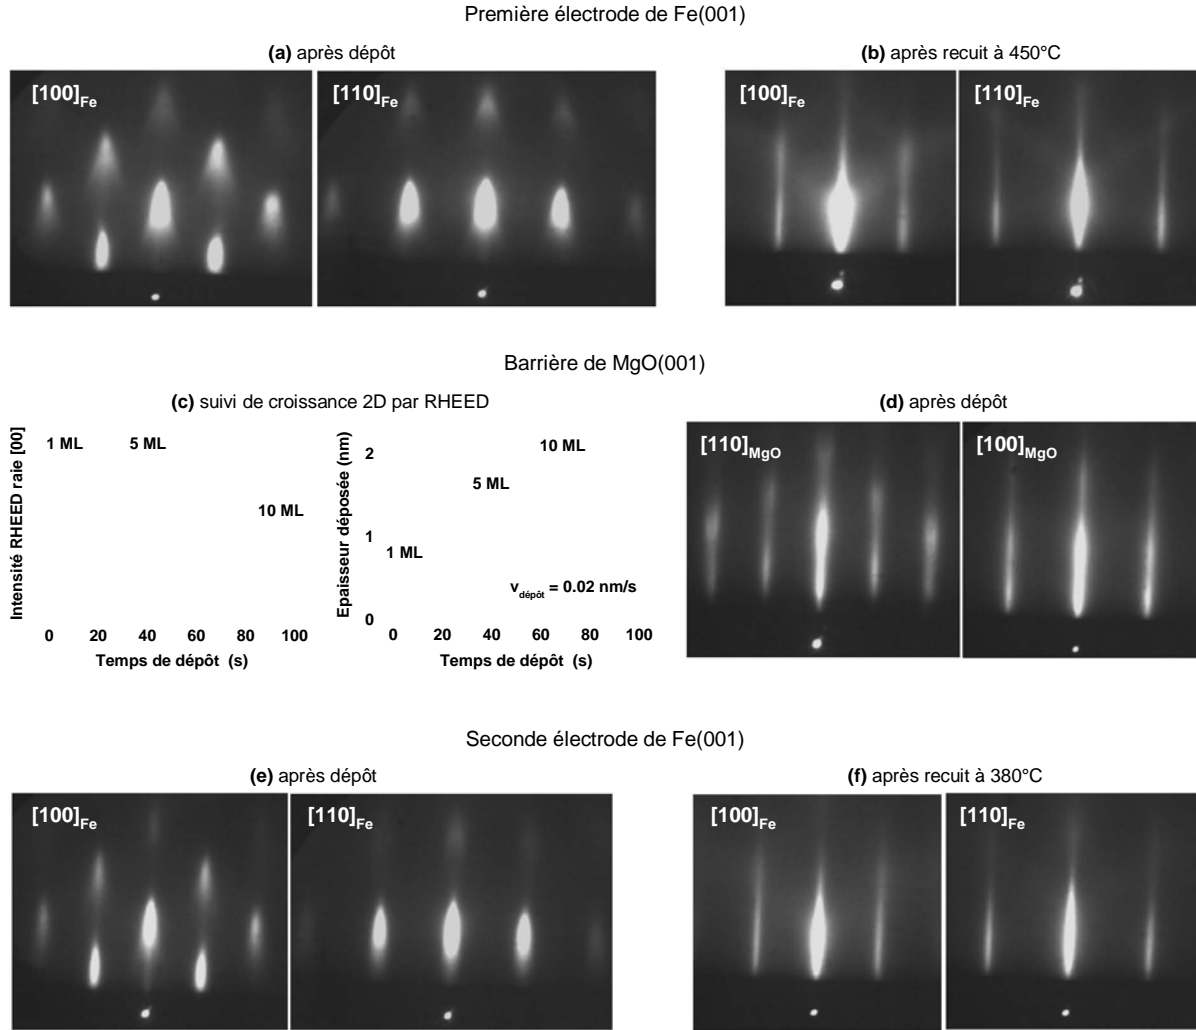 Première électrode de Fe(001)
(a) après dépôt
(b) après recuit à 450°C
[100]Fe
[110]Fe
[100]Fe
[110]Fe
Barrière de MgO(001)
(c) suivi de croissance 2D par RHEED
(d) après dépôt
Intensité RHEED raie [00]
1 ML
5 ML
10 ML
0 20 40 60 80 100
Temps de dépôt (s)
Epaisseur déposée (nm)
2
1
0
10 ML
5 ML
1 ML
vdépôt = 0.02 nm/s
0 20 40 60 80 100
Temps de dépôt (s)
[110]MgO
[100]MgO
Seconde électrode de Fe(001)
(e) après dépôt
(f) après recuit à 380°C
[100]Fe
[110]Fe
[100]Fe
[110]Fe